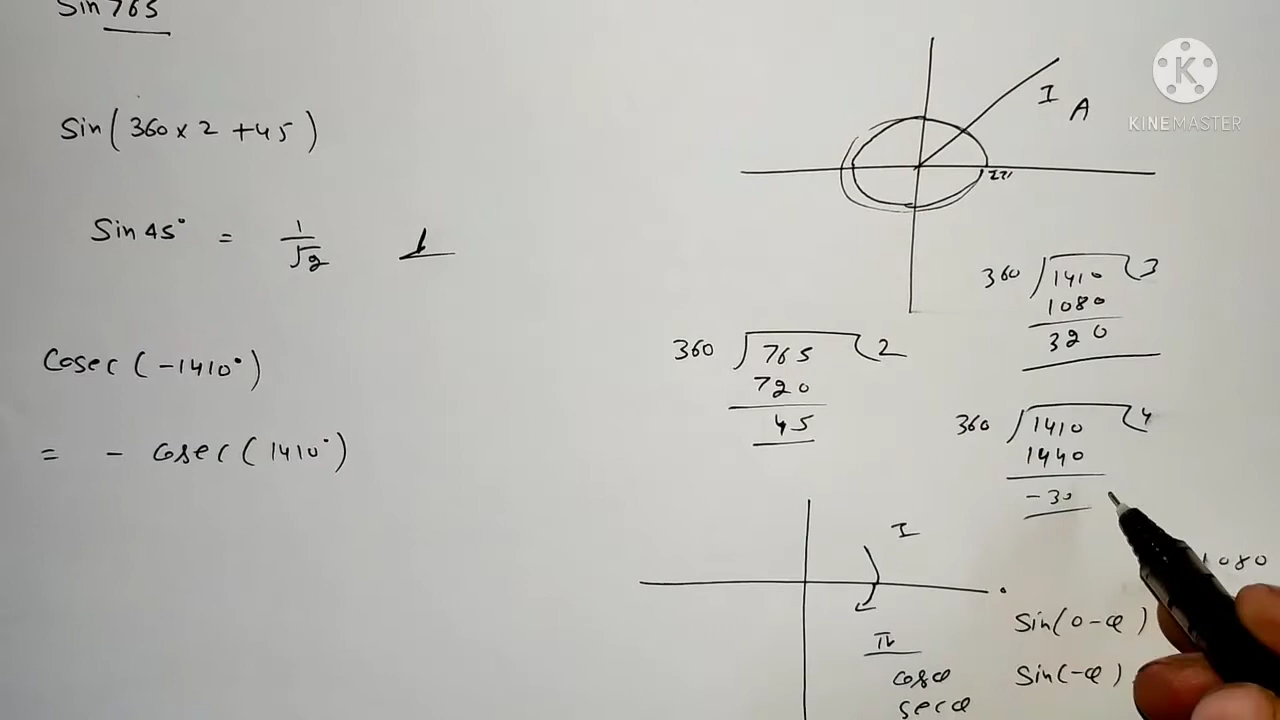 Sin 765
Sin(360×2+45)
Sin 45° = 1/√2
Cosec(-1410°)
= - Cosec(1410°)
I A
KINEMASTER
360 ) 1410 ( 3
1080
320
360 ) 765 ( 2
720
45
360 ) 1410 ( 4
1440
-30
I
1080
Sin(0-θ)
IV
cosθ
Sin(-θ)
secθ